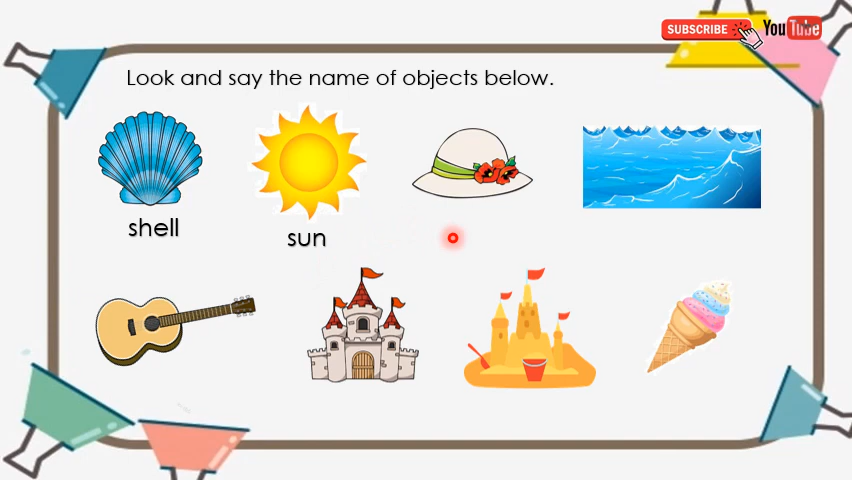 SUBSCRIBE
YouTube
Look and say the name of objects below.
shell
sun